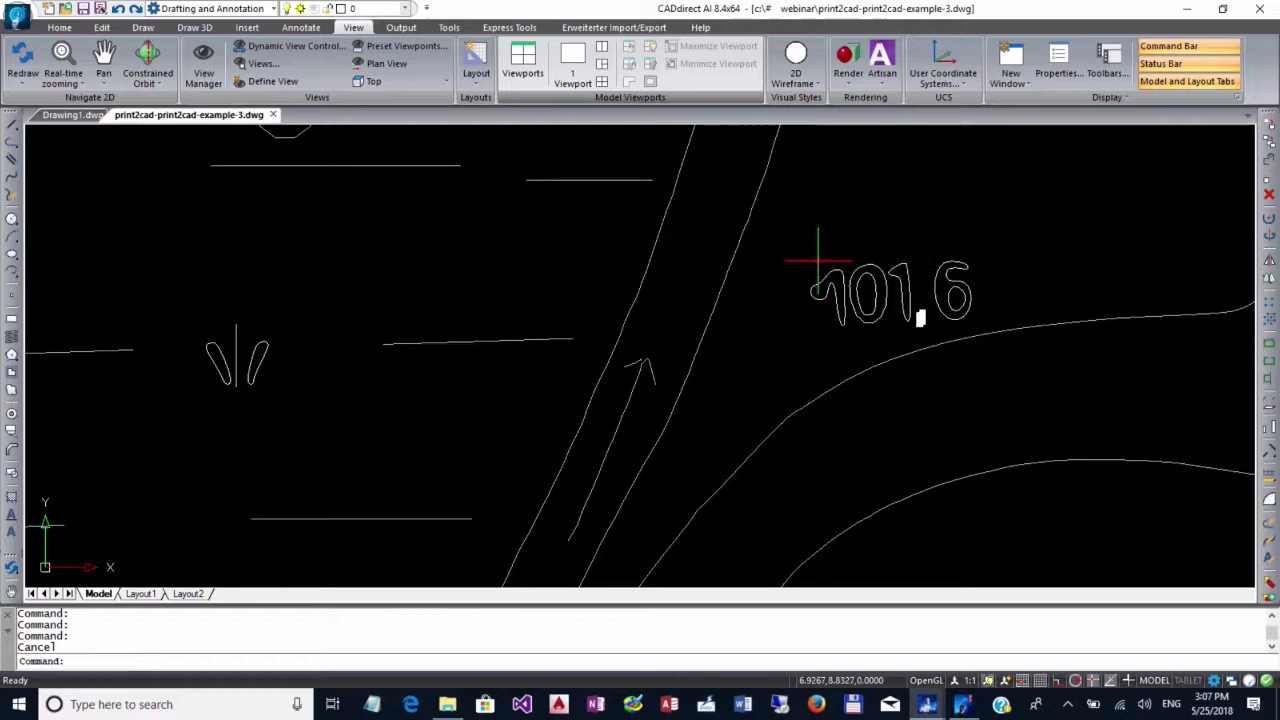 Drafting and Annotation
0
CADdirect AI 8.4x64 - [c:\# webinar\print2cad-print2cad-example-3.dwg]
Home
Edit
Draw
Draw 3D
Insert
Annotate
View
Output
Tools
Express Tools
Erweiterter Import/Export
Help
Redraw
Real-time zooming
Pan
Constrained Orbit
Navigate 2D
View Manager
Dynamic View Control...
Views...
Define View
Preset Viewpoints...
Plan View
Top
Views
Layout
Layouts
Viewports
1 Viewport
Maximize Viewport
Minimize Viewport
Model Viewports
2D Wireframe
Visual Styles
Render
Artisan
Rendering
User Coordinate Systems...
UCS
New Window
Properties...
Toolbars...
Command Bar
Status Bar
Model and Layout Tabs
Display
Drawing1.dwg
print2cad-print2cad-example-3.dwg
101,6
Y
X
Model
Layout1
Layout2
Command:
Command:
Command:
Cancel
Command:
Ready
6.9267,8.8327,0.0000
OpenGL
1:1
MODEL
TABLET
Type here to search
ENG
3:07 PM
5/25/2018